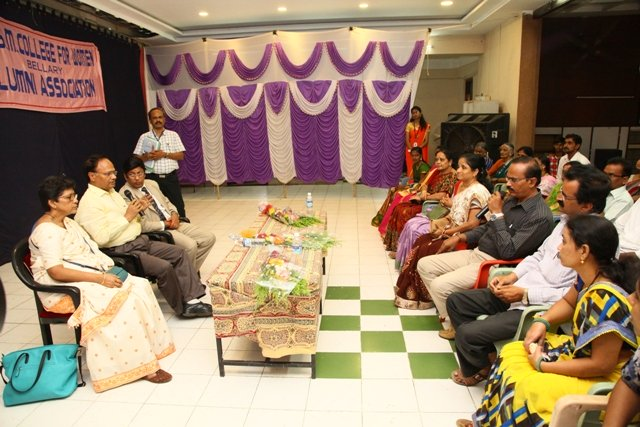 M.COLLEGE FOR WOMEN
BELLARY
LUMNI ASSOCIATION